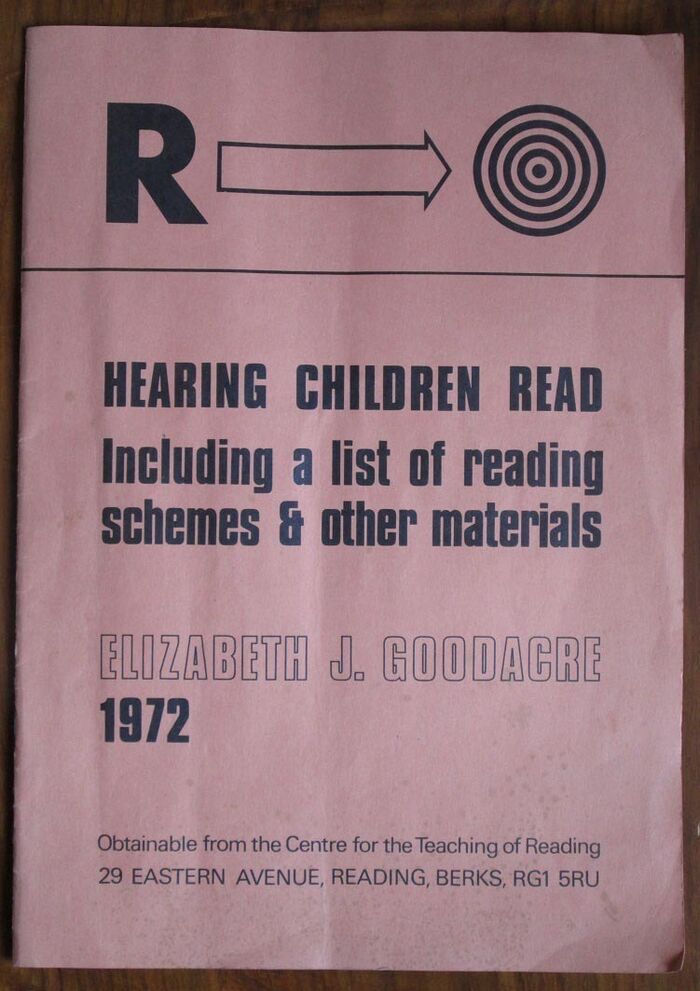 R
HEARING CHILDREN READ
Including a list of reading
schemes & other materials
ELIZABETH J. GOODACRE
1972
Obtainable from the Centre for the Teaching of Reading
29 EASTERN AVENUE, READING, BERKS, RG1 5RU